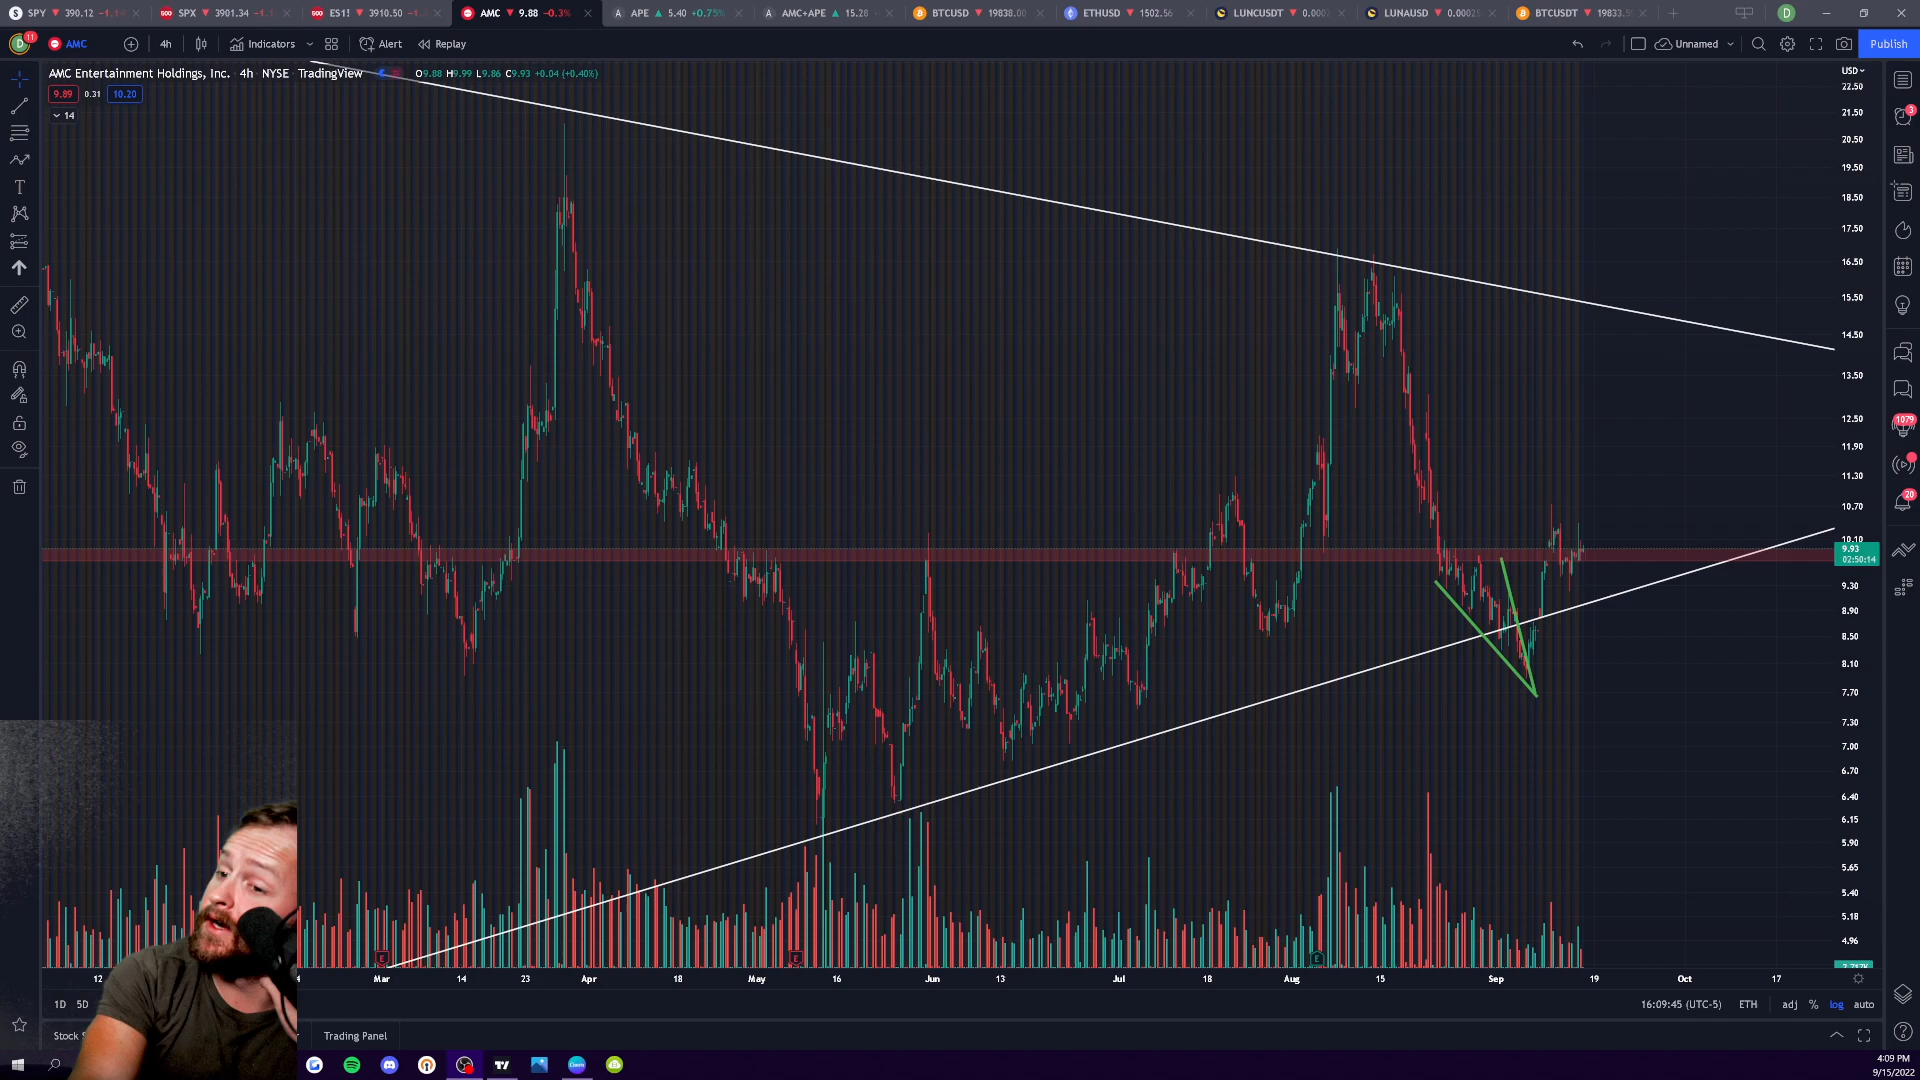 SPY ▼ 390.12
SPX ▼ 3901.34
ES1! ▼ 3910.50
AMC ▼ 9.88 −0.3%
APE ▲ 5.40 +0.75%
AMC+APE ▲ 15.28
BTCUSD ▼ 19838.00
ETHUSD ▼ 1502.56
LUNCUSDT ▼
LUNAUSD ▼
BTCUSDT ▼
D
D 11
AMC
4h
Indicators
Alert
Replay
Unnamed
Publish
AMC Entertainment Holdings, Inc. · 4h · NYSE · TradingView
O9.88 H9.99 L9.86 C9.93 +0.04 (+0.40%)
9.89 0.31 10.20
14
USD
22.50
21.50
20.50
19.50
18.50
17.50
16.50
15.50
14.50
13.50
12.50
11.90
11.30
10.70
10.10
9.93
02:50:14
9.30
8.90
8.50
8.10
7.70
7.30
7.00
6.70
6.40
6.15
5.90
5.65
5.40
5.18
4.96
3
1079
20
E
E
E
12 Mar 14 23 Apr 18 May 16 Jun 13 Jul 18 Aug 15 Sep 19 Oct 17
1D 5D
16:09:45 (UTC-5) ETH adj % log auto
Stock
Trading Panel
4:09 PM
9/15/2022